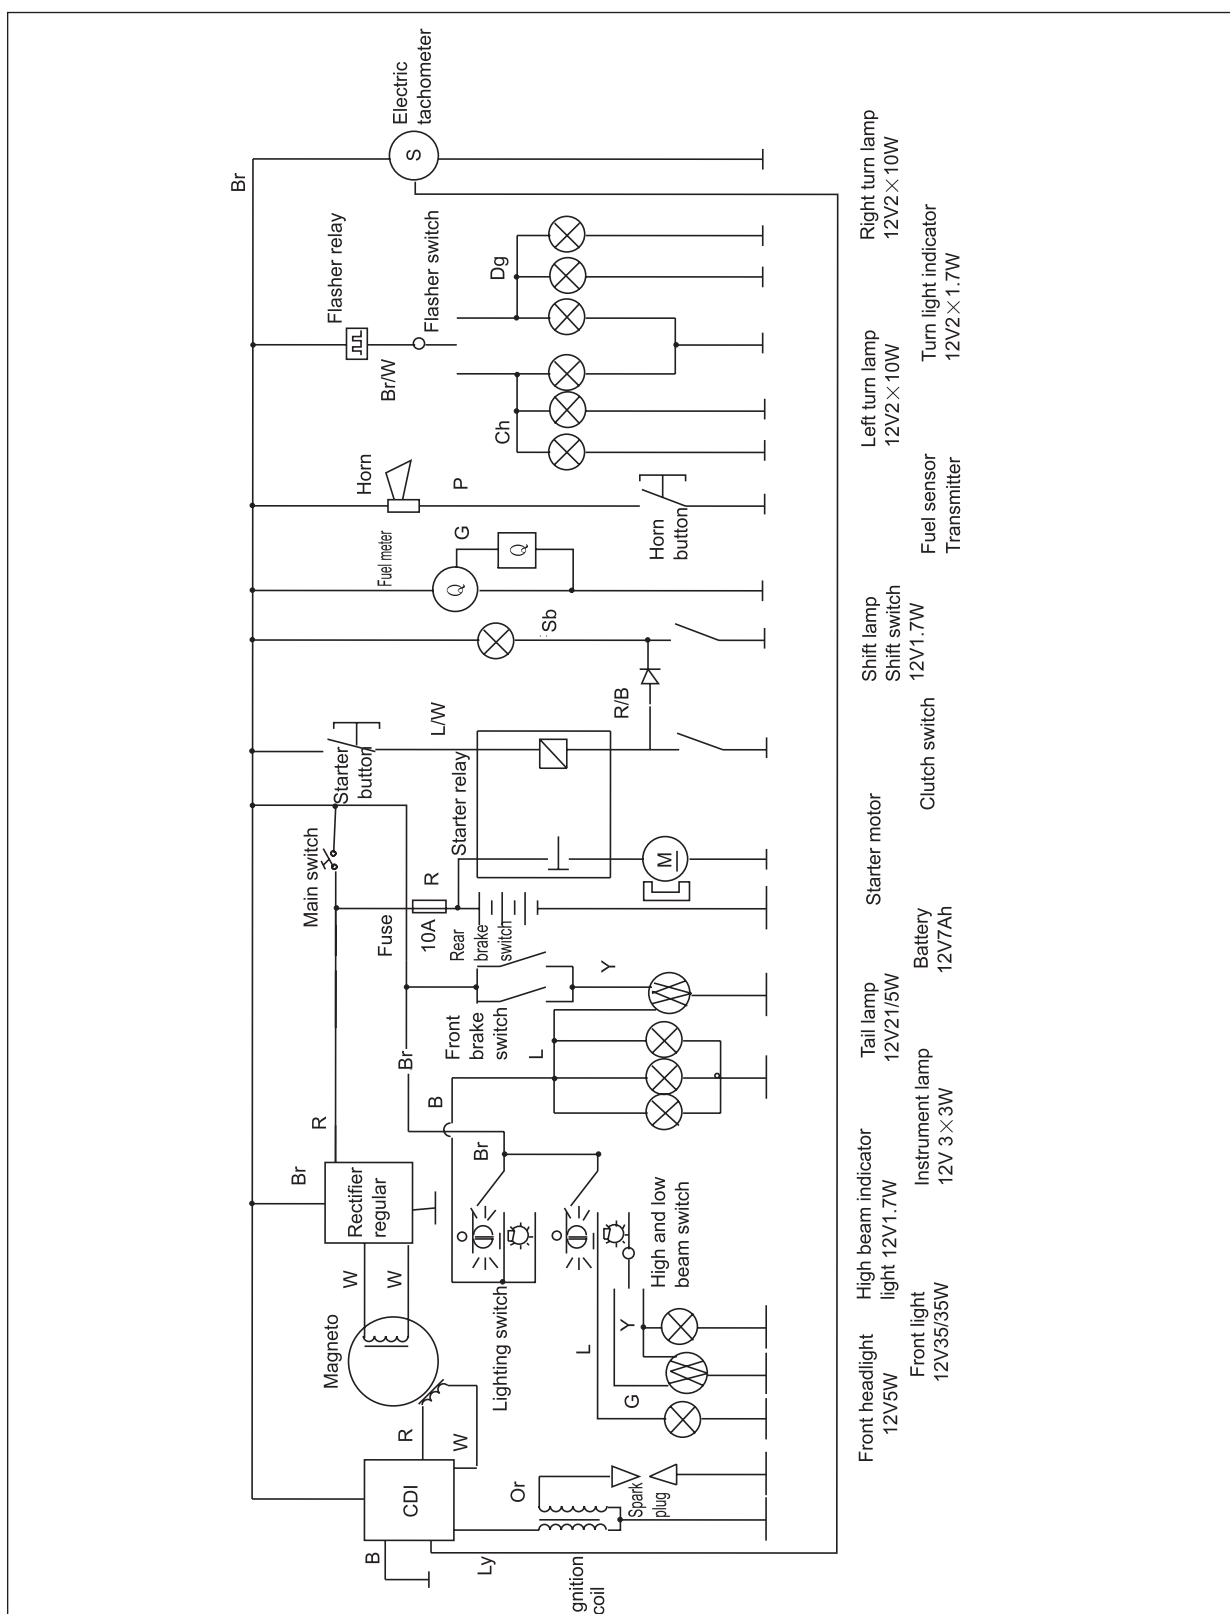 Br
Br
R
Main switch
Flasher relay
Electric
tachometer
Magneto
W
W
Rectifier
regular
Starter
button
Horn
Fuel meter
Br/W
B
CDI
R
Br
Fuse
10A
R
L/W
Flasher switch
W
B
Front
brake
switch
Rear
brake
switch
Starter relay
P
G
Q
Q
S
Ly
Br
Lighting switch
Or
L
Sb
Ch
Dg
gnition
coil
L
Y
R/B
Spark
plug
G
Y
High and low
beam switch
M
Horn
button
Front headlight
12V5W
Front light
12V35/35W
High beam indicator
light 12V1.7W
Instrument lamp
12V 3×3W
Tail lamp
12V21/5W
Battery
12V7Ah
Starter motor
Clutch switch
Shift lamp
Shift switch
12V1.7W
Fuel sensor
Transmitter
Left turn lamp
12V2×10W
Turn light indicator
12V2×1.7W
Right turn lamp
12V2×10W